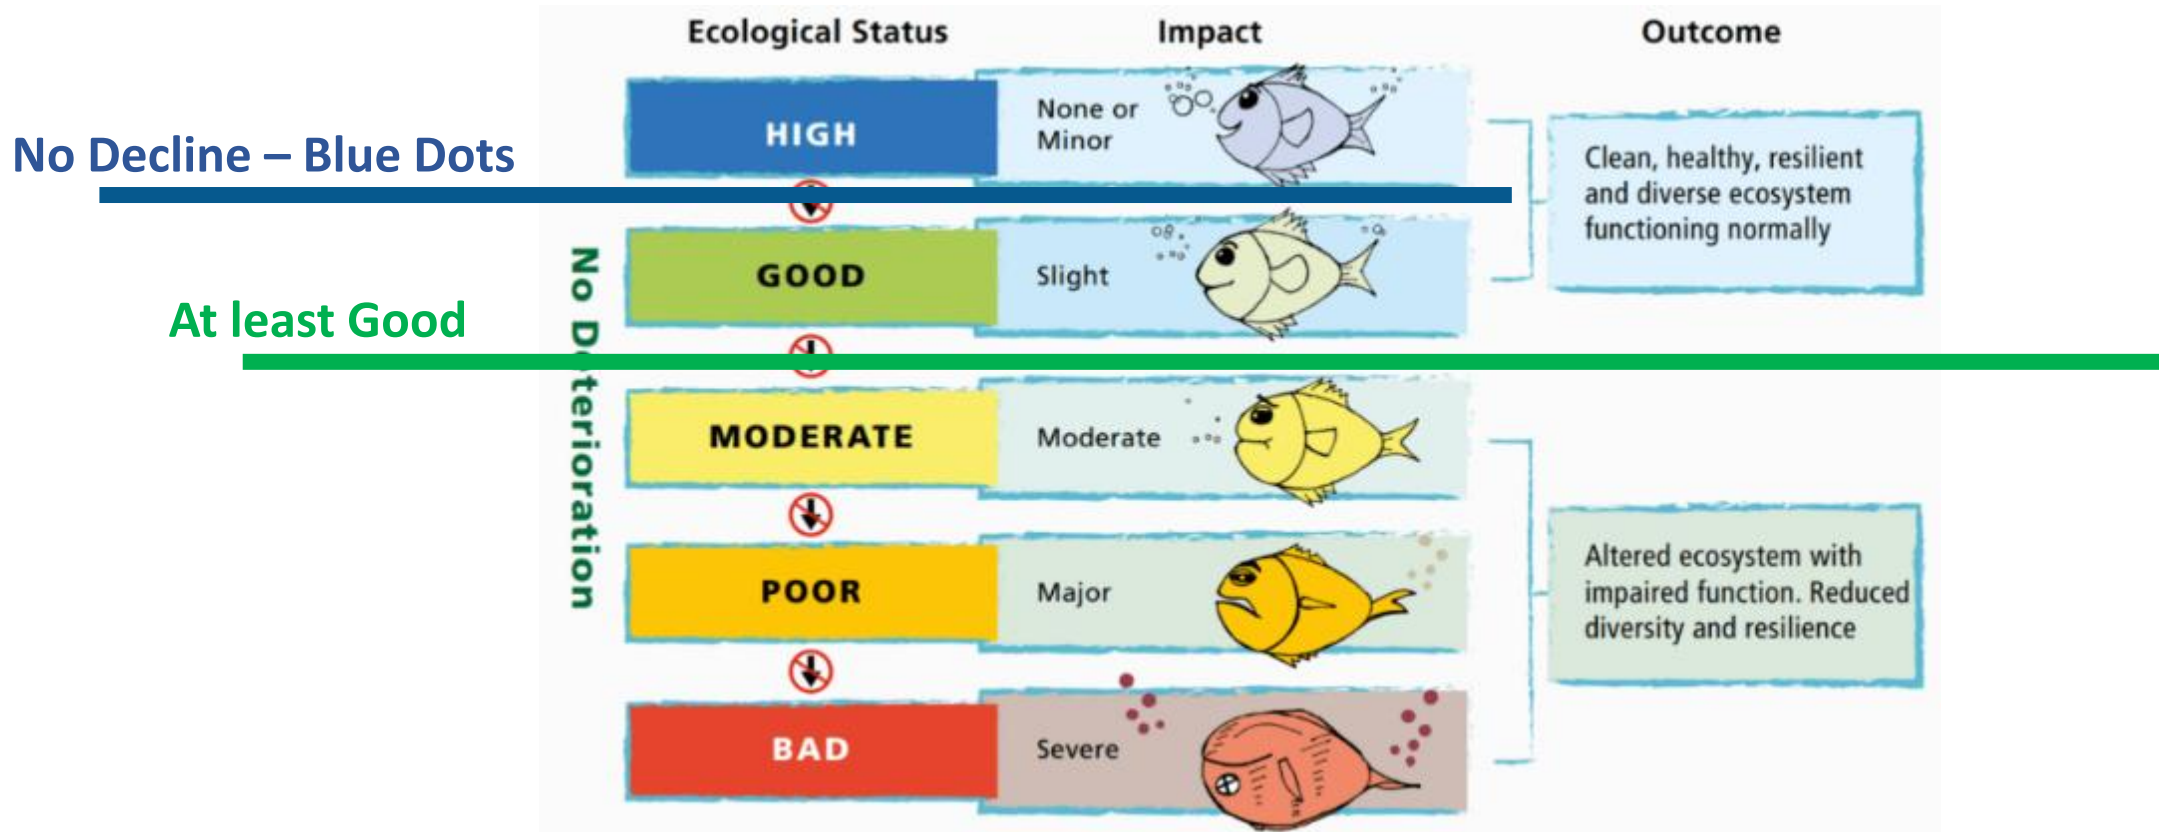 Ecological Status
Impact
Outcome
No Decline – Blue Dots
HIGH
None or
Minor
Clean, healthy, resilient
and diverse ecosystem
functioning normally
GOOD
Slight
At least Good
No Deterioration
MODERATE
Moderate
POOR
Major
Altered ecosystem with
impaired function. Reduced
diversity and resilience
BAD
Severe